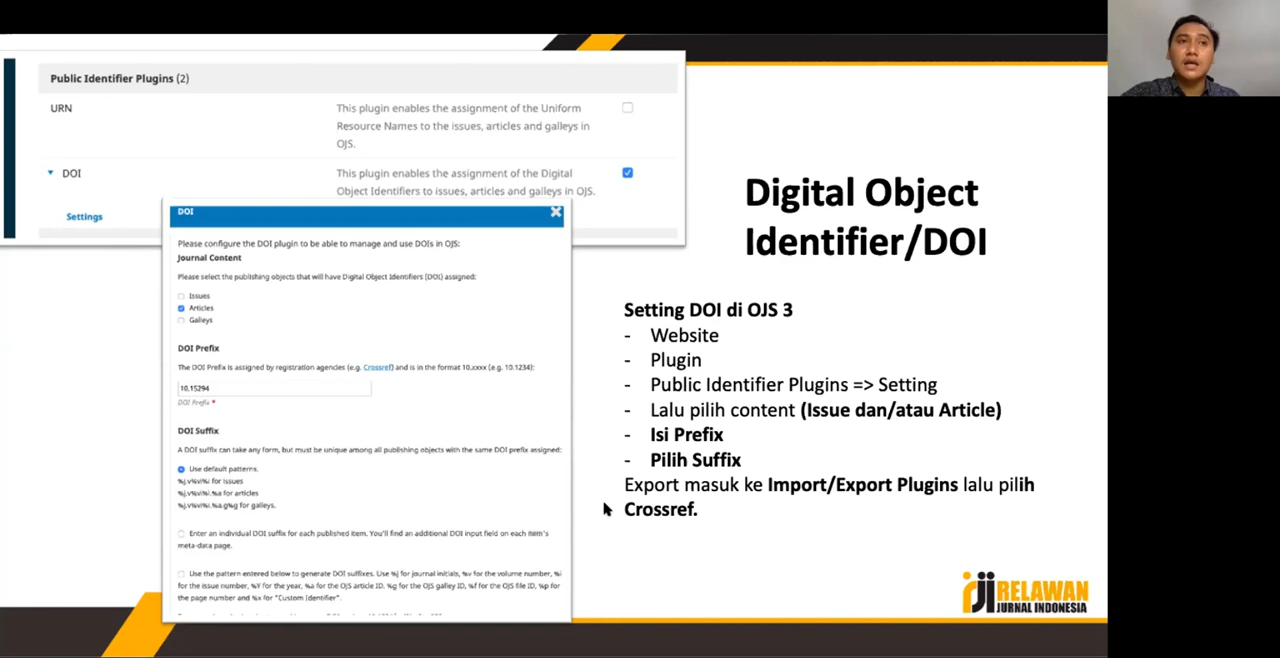 Public Identifier Plugins (2)
URN
This plugin enables the assignment of the Uniform
Resource Names to the issues, articles and galleys in
OJS.
DOI
This plugin enables the assignment of the Digital
Object Identifiers to issues, articles and galleys in OJS.
Settings
DOI
Please configure the DOI plugin to be able to manage and use DOIs in OJS:
Journal Content
Please select the publishing objects that will have Digital Object Identifiers (DOI) assigned:
Issues
Articles
Galleys
DOI Prefix
The DOI Prefix is assigned by registration agencies (e.g. Crossref) and is in the format 10.xxxx (e.g. 10.1234):
10.15294
DOI Prefix *
DOI Suffix
A DOI suffix can take any form, but must be unique among all publishing objects with the same DOI prefix assigned:
Use default patterns.
%j.v%vi%i for issues
%j.v%vi%i.%a for articles
%j.v%vi%i.%a.g%g for galleys.
Enter an individual DOI suffix for each published item. You'll find an additional DOI input field on each item's
meta-data page.
Use the pattern entered below to generate DOI suffixes. Use %j for journal initials, %v for the volume number, %i
for the issue number, %Y for the year, %a for the OJS article ID, %g for the OJS galley ID, %f for the OJS file ID, %p for
the page number and %x for "Custom Identifier".
Digital Object
Identifier/DOI
Setting DOI di OJS 3
- Website
- Plugin
- Public Identifier Plugins => Setting
- Lalu pilih content (Issue dan/atau Article)
- Isi Prefix
- Pilih Suffix
Export masuk ke Import/Export Plugins lalu pilih
Crossref.
rji RELAWAN
JURNAL INDONESIA